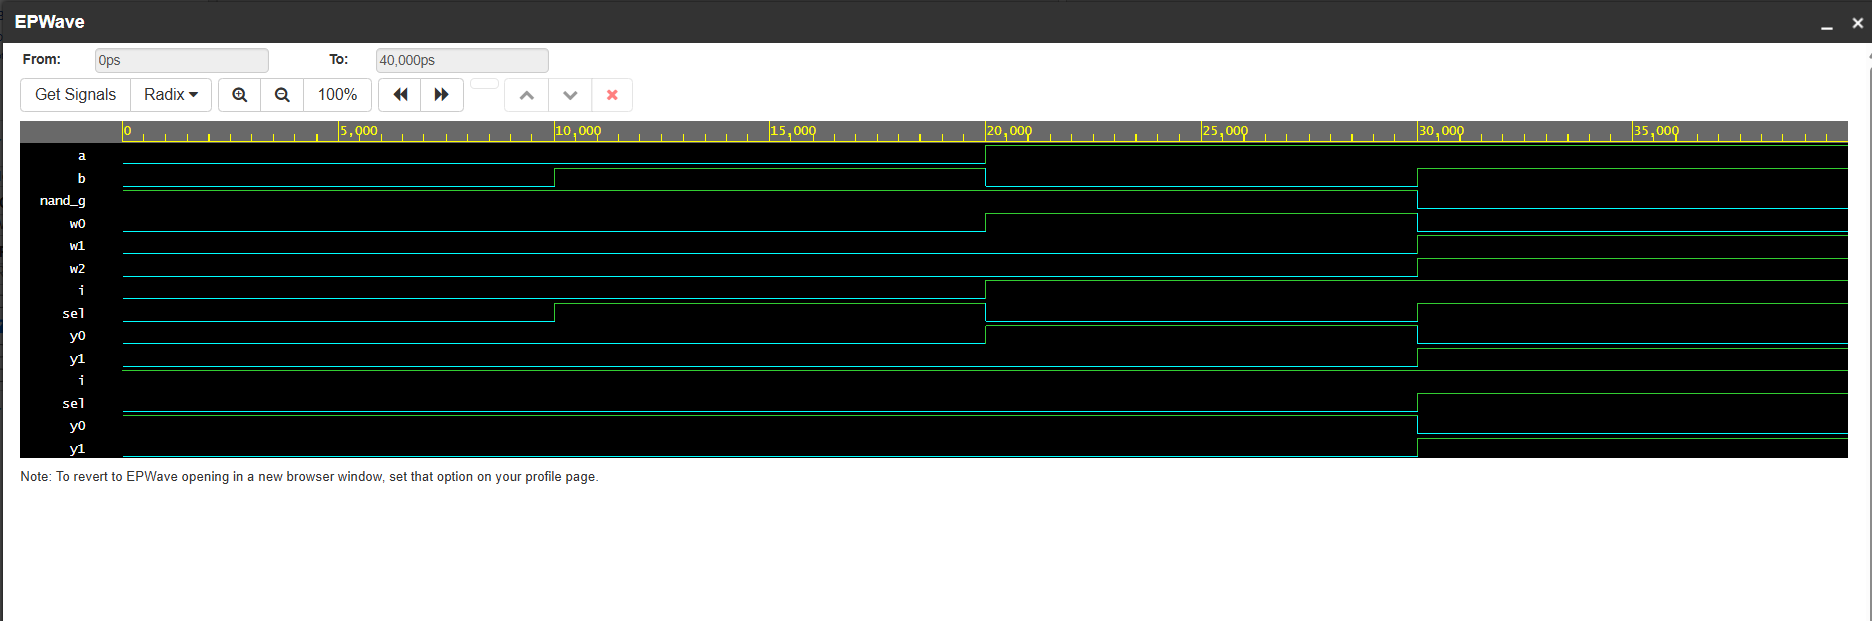 EPWave
From: 0ps To: 40,000ps
Get Signals Radix 100%
0 5,000 10,000 15,000 20,000 25,000 30,000 35,000
a
b
nand_g
w0
w1
w2
i
sel
y0
y1
i
sel
y0
y1
Note: To revert to EPWave opening in a new browser window, set that option on your profile page.